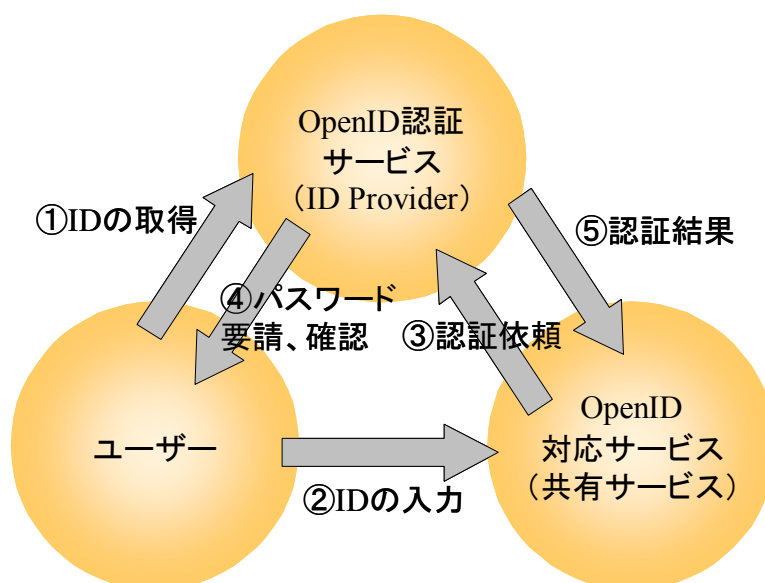 OpenID認証
サービス
（ID Provider）
①IDの取得
⑤認証結果
④パスワード
要請、確認
③認証依頼
OpenID
対応サービス
（共有サービス）
ユーザー
②IDの入力